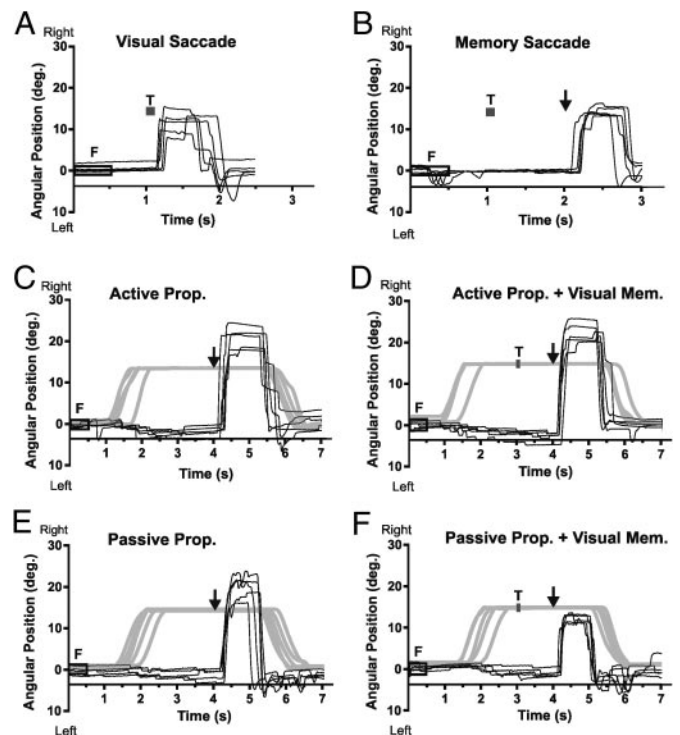 A
Right
Visual Saccade
30
20
10
0
10
Left
Angular Position (deg.)
F
T
1
2
3
Time (s)
B
Right
Memory Saccade
30
20
10
0
10
Left
Angular Position (deg.)
F
T
1
2
3
Time (s)
C
Right
Active Prop.
30
20
10
0
10
Left
Angular Position (deg.)
F
1 2 3 4 5 6 7
Time (s)
D
Right
Active Prop. + Visual Mem.
30
20
10
0
10
Left
Angular Position (deg.)
F
T
1 2 3 4 5 6 7
Time (s)
E
Right
Passive Prop.
30
20
10
0
10
Left
Angular Position (deg.)
F
1 2 3 4 5 6 7
Time (s)
F
Right
Passive Prop. + Visual Mem.
30
20
10
0
10
Left
Angular Position (deg.)
F
T
1 2 3 4 5 6 7
Time (s)